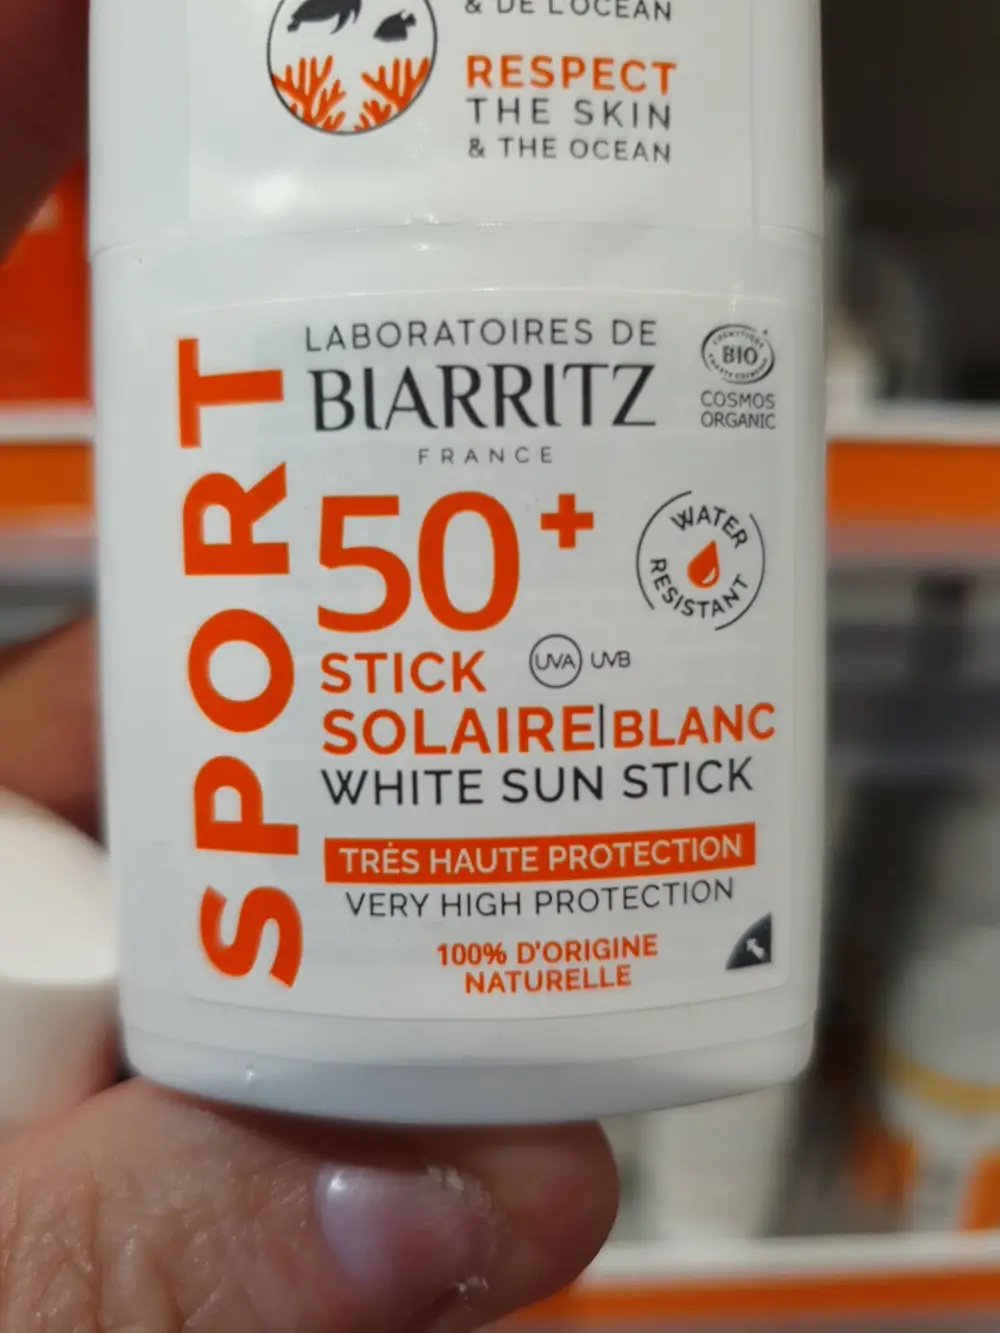 & DE L'OCÉAN
RESPECT
THE SKIN
& THE OCEAN
SPORT
LABORATOIRES DE
BIARRITZ
FRANCE
BIO
COSMOS
ORGANIC
50+
WATER
RESISTANT
STICK
UVA UVB
SOLAIRE|BLANC
WHITE SUN STICK
TRÈS HAUTE PROTECTION
VERY HIGH PROTECTION
100% D'ORIGINE
NATURELLE